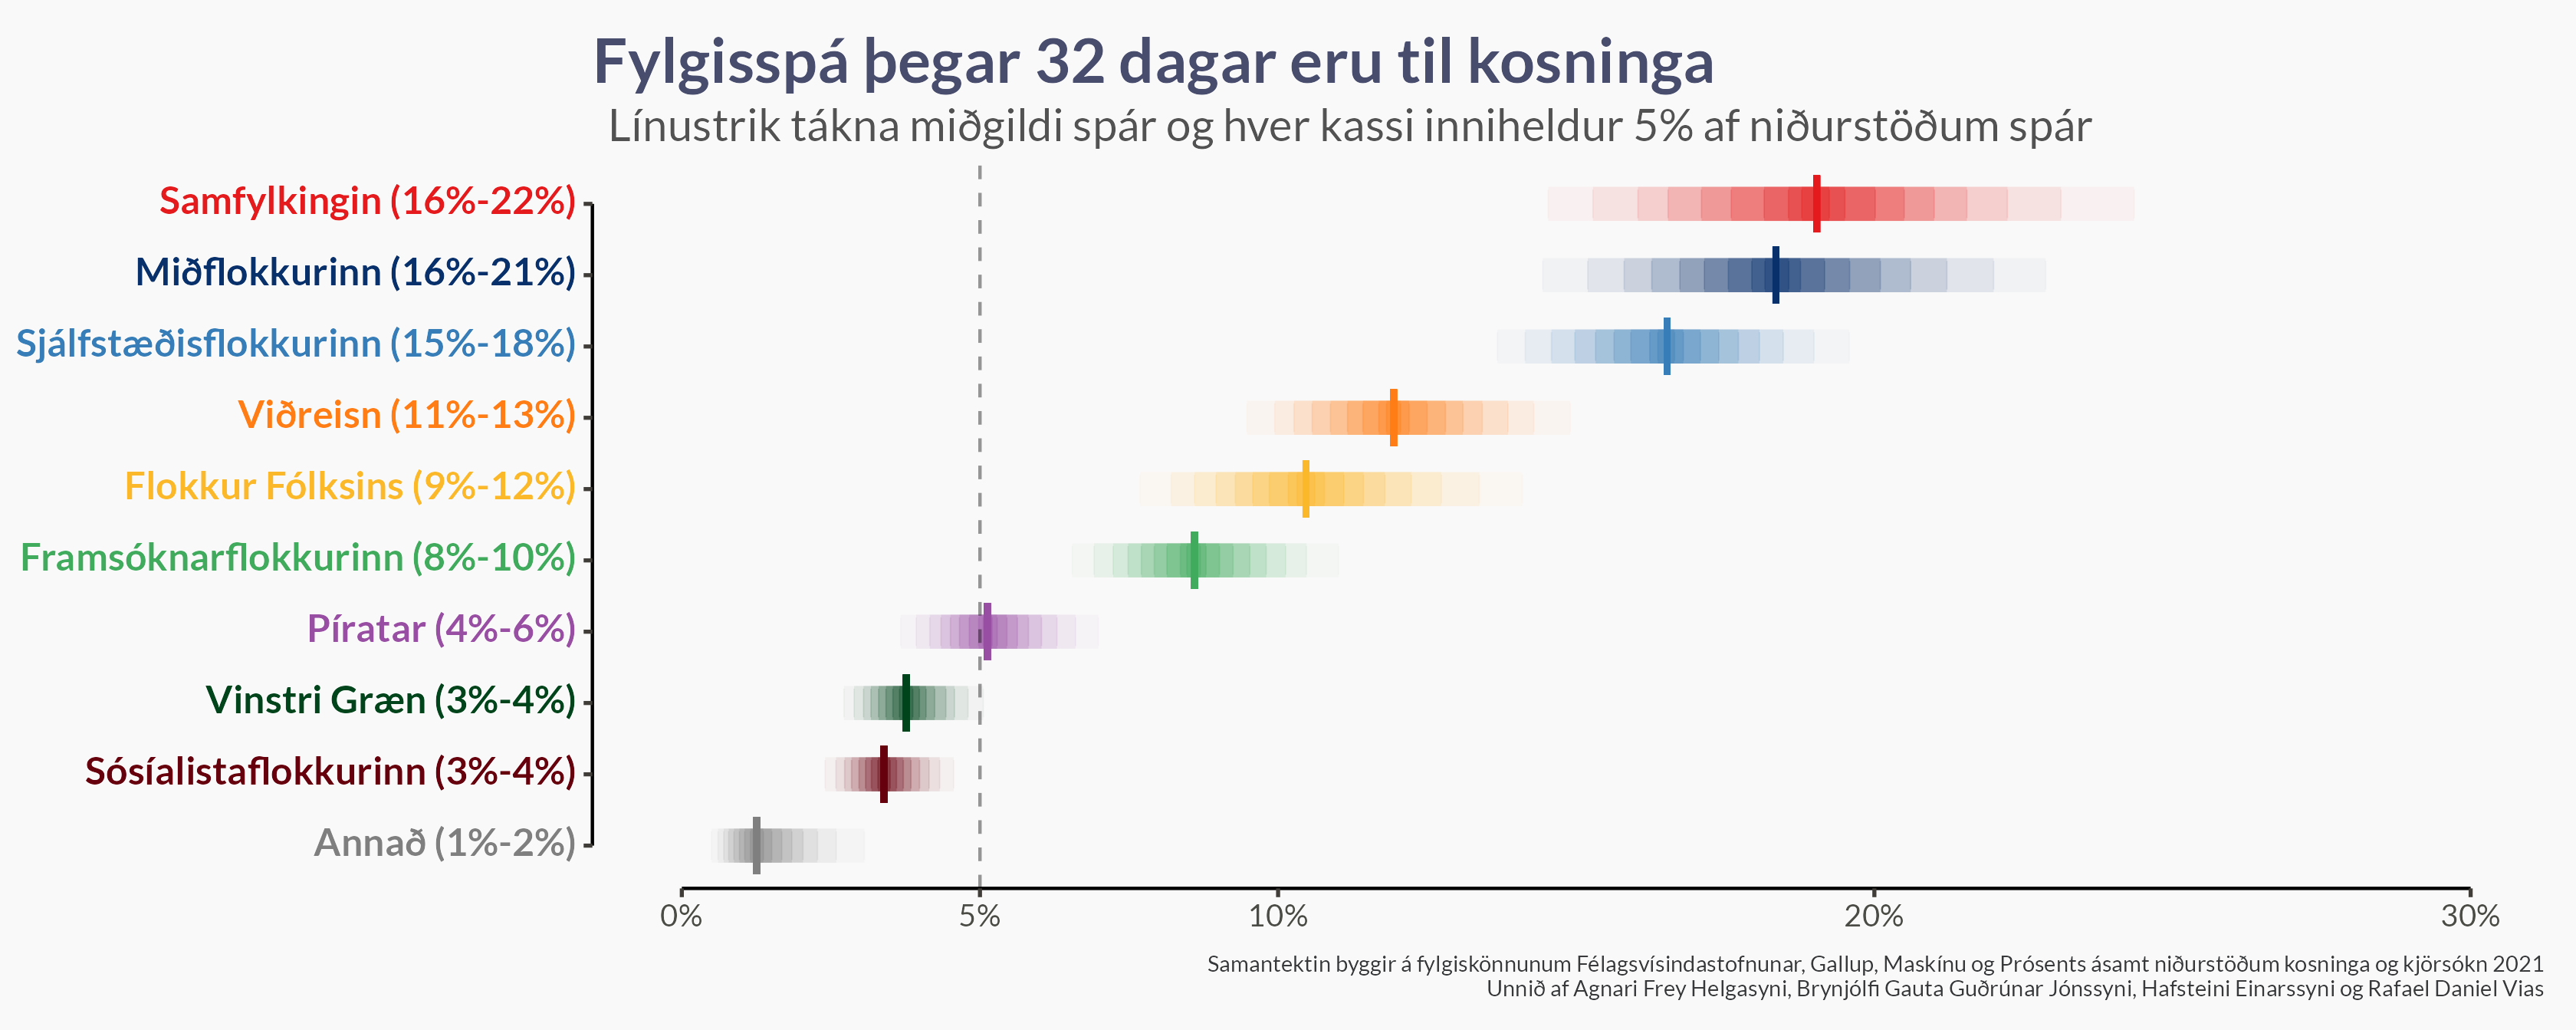 Fylgisspá þegar 32 dagar eru til kosninga
Línustrik tákna miðgildi spár og hver kassi inniheldur 5% af niðurstöðum spár
Samfylkingin (16%-22%)
Miðflokkurinn (16%-21%)
Sjálfstæðisflokkurinn (15%-18%)
Viðreisn (11%-13%)
Flokkur Fólksins (9%-12%)
Framsóknarflokkurinn (8%-10%)
Píratar (4%-6%)
Vinstri Græn (3%-4%)
Sósíalistaflokkurinn (3%-4%)
Annað (1%-2%)
0% 5% 10% 20% 30%
Samantektin byggir á fylgiskönnunum Félagsvísindastofnunar, Gallup, Maskínu og Prósents ásamt niðurstöðum kosninga og kjörsókn 2021
Unnið af Agnari Frey Helgasyni, Brynjólfi Gauta Guðrúnar Jónssyni, Hafsteini Einarssyni og Rafael Daniel Vias